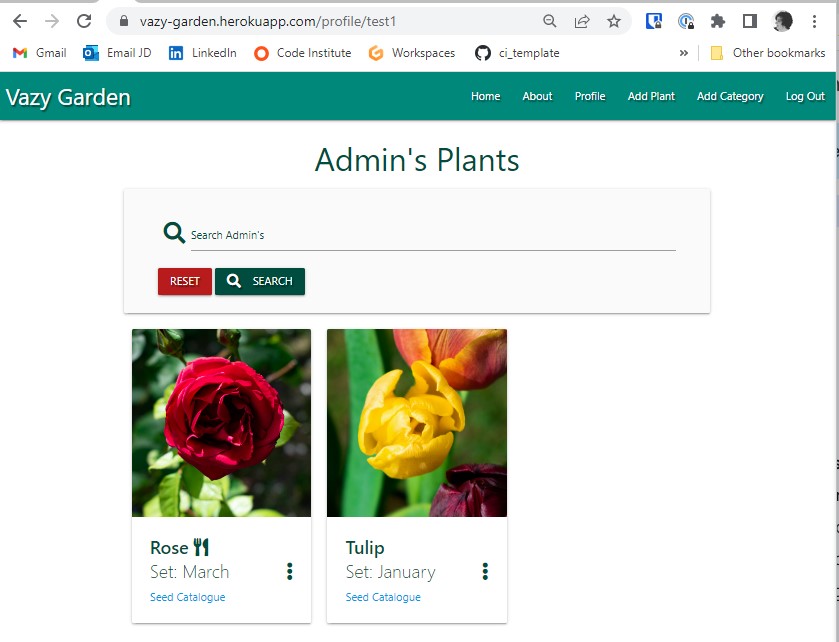 vazy-garden.herokuapp.com/profile/test1
Gmail Email JD LinkedIn Code Institute Workspaces ci_template » Other bookmarks
Vazy Garden Home About Profile Add Plant Add Category Log Out
Admin's Plants
Search Admin's
RESET SEARCH
Rose
Set: March
Seed Catalogue
Tulip
Set: January
Seed Catalogue